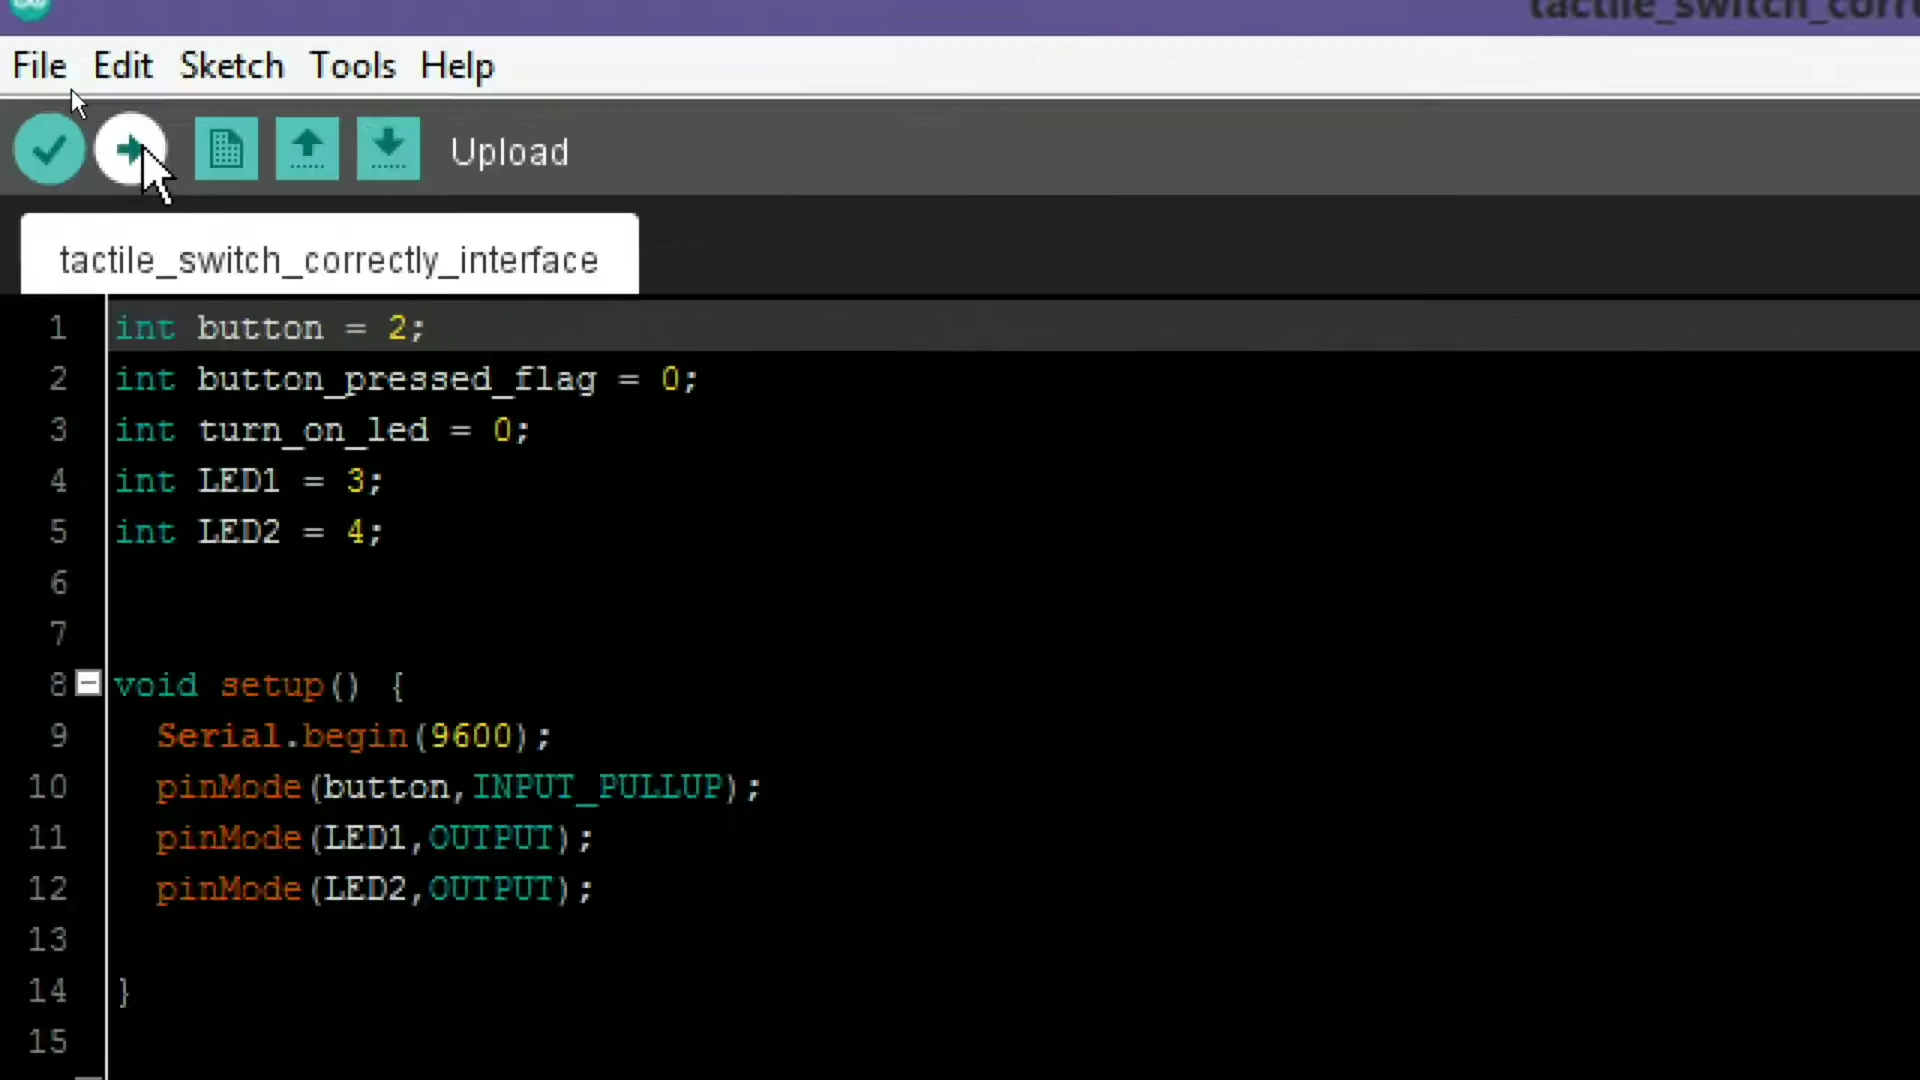 File Edit Sketch Tools Help
Upload
tactile_switch_correctly_interface
1 int button = 2;
2 int button_pressed_flag = 0;
3 int turn_on_led = 0;
4 int LED1 = 3;
5 int LED2 = 4;
6
7
8 void setup() {
9 Serial.begin(9600);
10 pinMode(button,INPUT_PULLUP);
11 pinMode(LED1,OUTPUT);
12 pinMode(LED2,OUTPUT);
13
14 }
15